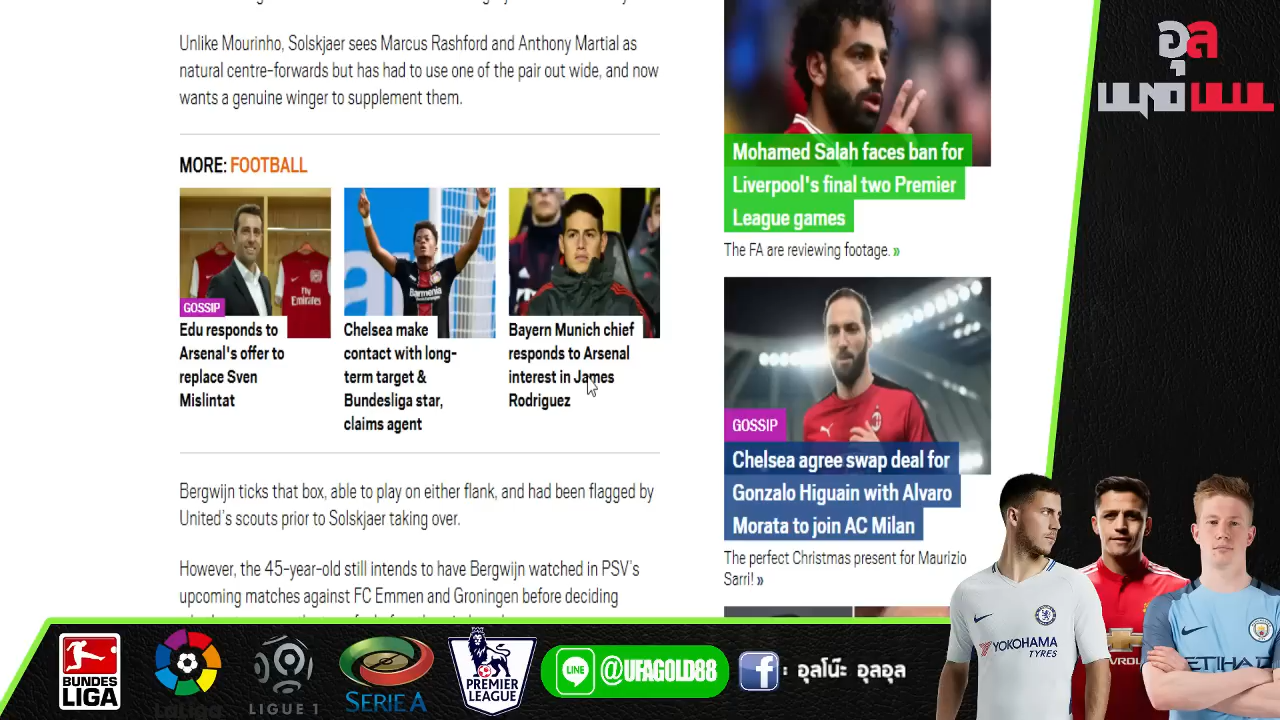 Unlike Mourinho, Solskjaer sees Marcus Rashford and Anthony Martial as
natural centre-forwards but has had to use one of the pair out wide, and now
wants a genuine winger to supplement them.
MORE: FOOTBALL
GOSSIP
Edu responds to
Arsenal's offer to
replace Sven
Mislintat
Chelsea make
contact with long-
term target &
Bundesliga star,
claims agent
Bayern Munich chief
responds to Arsenal
interest in James
Rodriguez
Bergwijn ticks that box, able to play on either flank, and had been flagged by
United's scouts prior to Solskjaer taking over.
However, the 45-year-old still intends to have Bergwijn watched in PSV's
upcoming matches against FC Emmen and Groningen before deciding
Mohamed Salah faces ban for
Liverpool's final two Premier
League games
The FA are reviewing footage. »
GOSSIP
Chelsea agree swap deal for
Gonzalo Higuain with Alvaro
Morata to join AC Milan
The perfect Christmas present for Maurizio
Sarri! »
Fly
Emirates
Barmenia
YOKOHAMA
TYRES
ETIHAD
BUNDES
LIGA
LaLiga
LIGUE 1
SERIE A
PREMIER
LEAGUE
LINE
@UFAGOLD88
f : อุลโน๊ะ อุลอุล